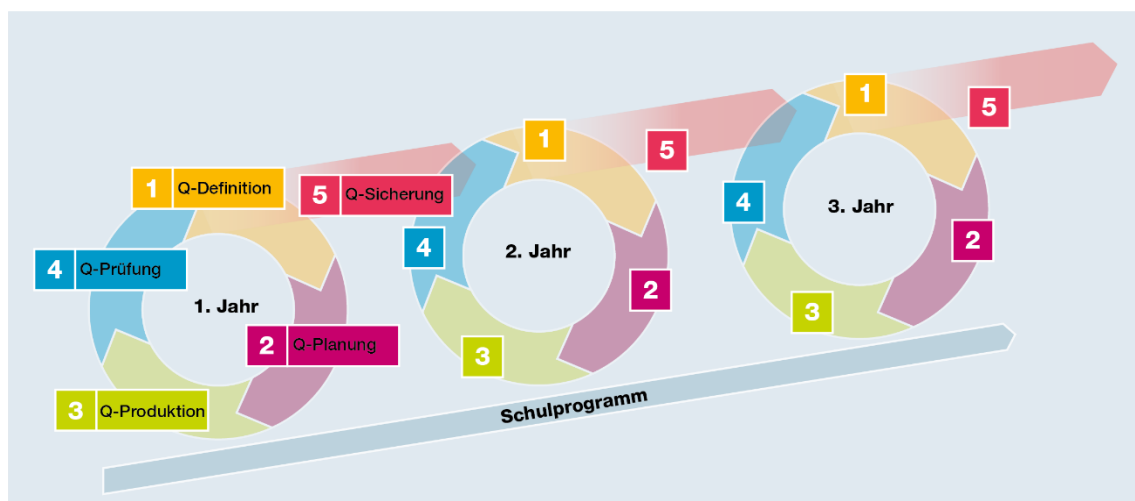 1 Q-Definition
5 Q-Sicherung
4 Q-Prüfung
1. Jahr
2 Q-Planung
3 Q-Produktion
1
5
4
2. Jahr
2
3
1
5
4
3. Jahr
2
3
Schulprogramm